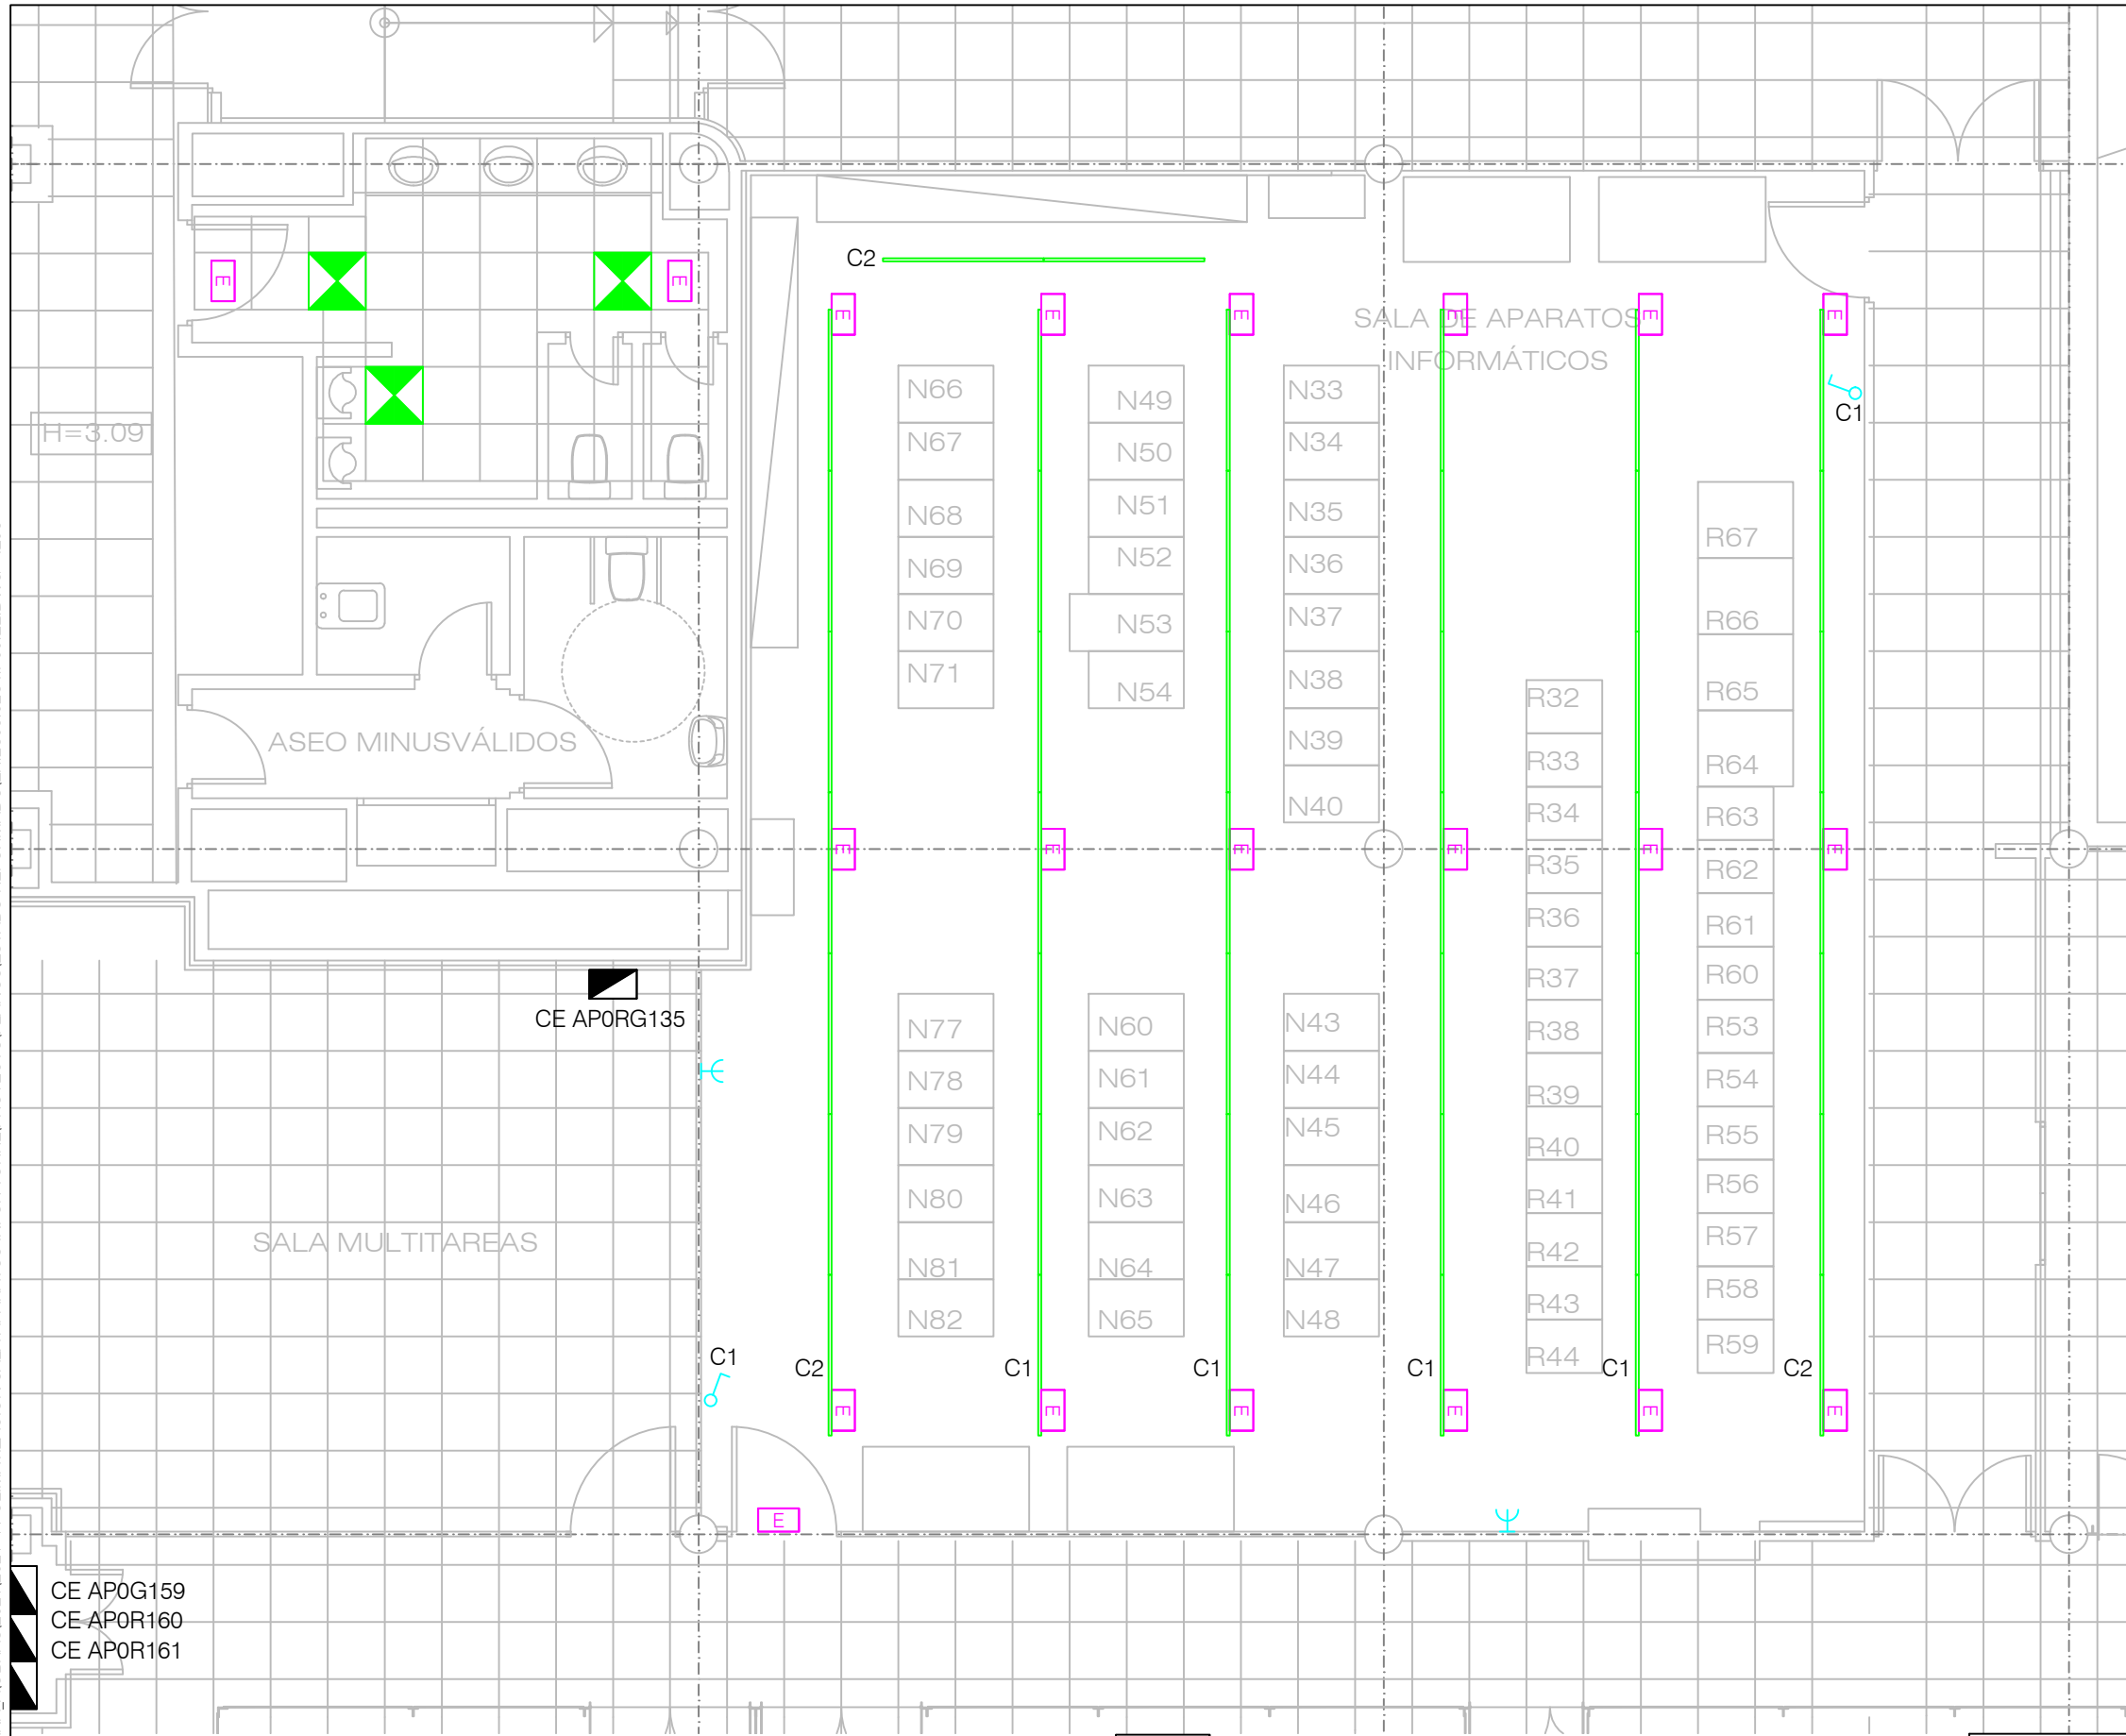 C2
E E E E E E E E
SALA DE APARATOS
INFORMÁTICOS
H=3.09
C1
N66 N49 N33
N67 N50 N34
N68 N51 N35
N69 N52 N36
N70 N53 N37
N71 N54 N38
N39
N40
R67
R66
R65
R64
R63
R62
R61
R60
R53
R54
R55
R56
R57
R58
R59
R32
R33
R34
R35
R36
R37
R38
R39
R40
R41
R42
R43
R44
ASEO MINUSVÁLIDOS
E E E E E E
CE AP0RG135
N77 N60 N43
N78 N61 N44
N79 N62 N45
N80 N63 N46
N81 N64 N47
N82 N65 N48
SALA MULTITAREAS
C1
C2 C1 C1 C1 C1 C2
E E E E E E
E
CE AP0G159
CE AP0R160
CE AP0R161